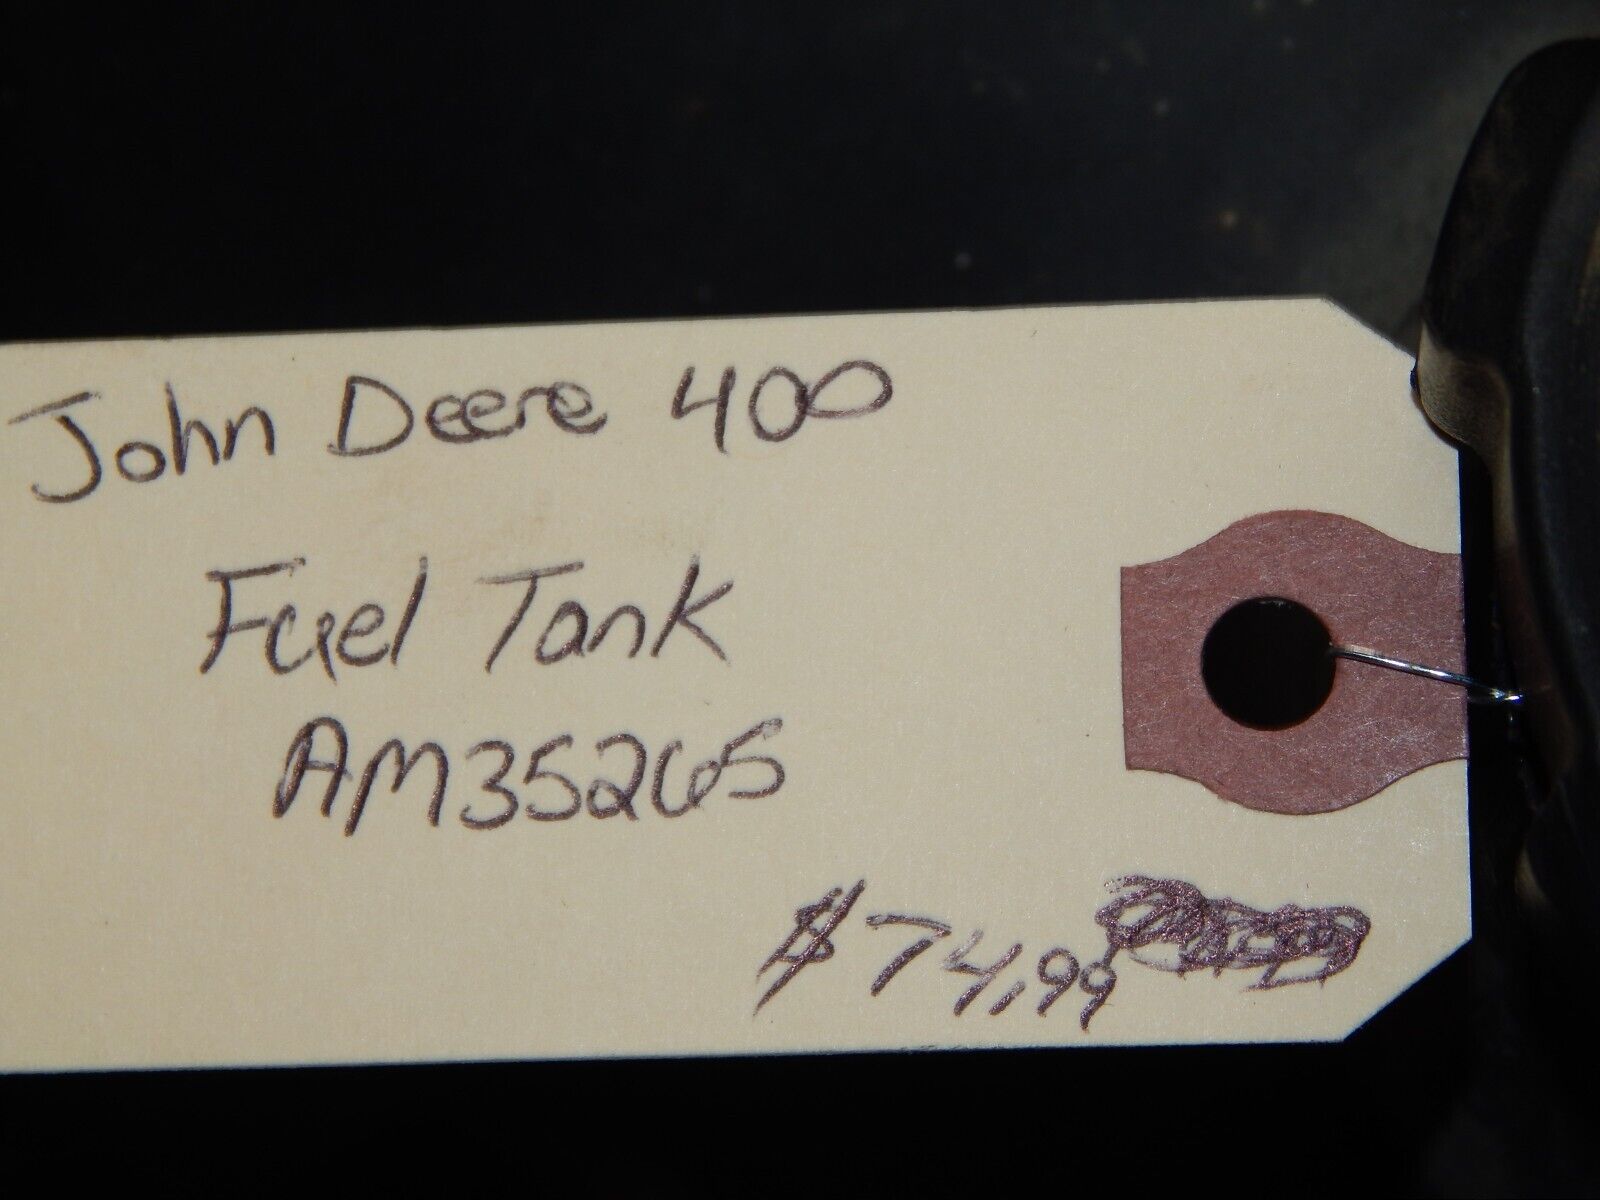 John Deere 400
Fuel Tank
AM35265
$74.99